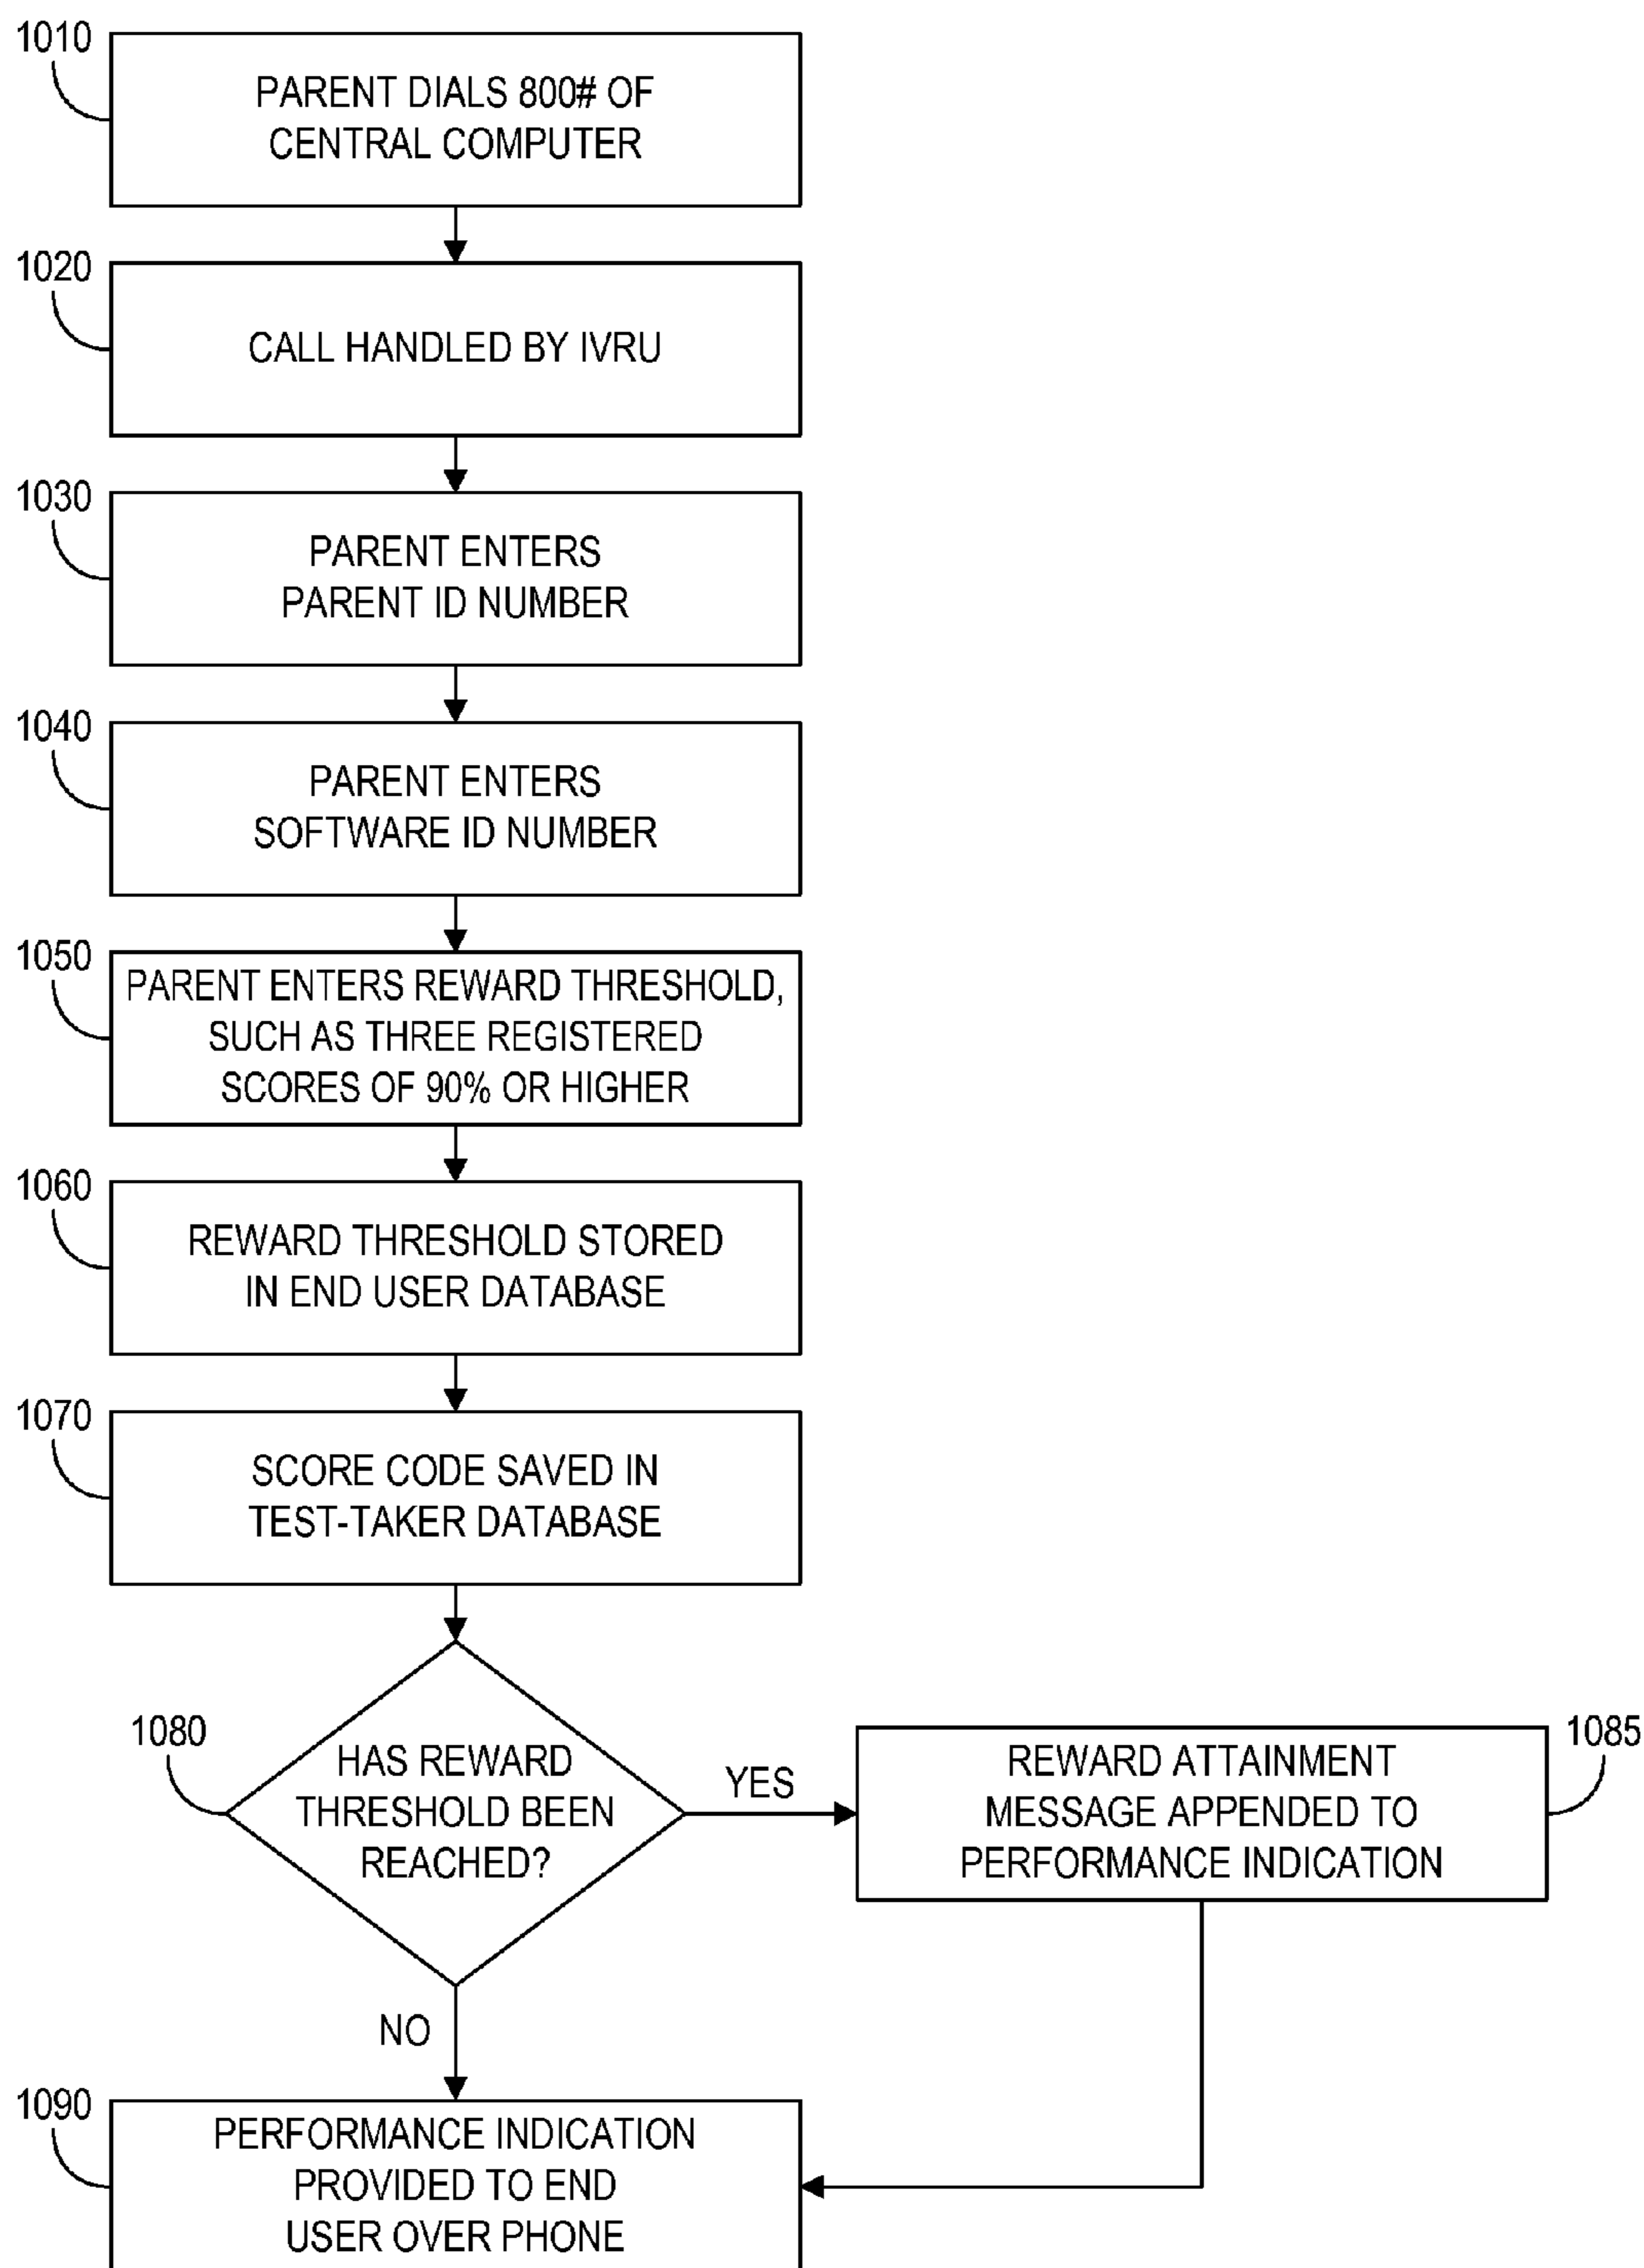 1010
PARENT DIALS 800# OF
CENTRAL COMPUTER
1020
CALL HANDLED BY IVRU
1030
PARENT ENTERS
PARENT ID NUMBER
1040
PARENT ENTERS
SOFTWARE ID NUMBER
1050
PARENT ENTERS REWARD THRESHOLD,
SUCH AS THREE REGISTERED
SCORES OF 90% OR HIGHER
1060
REWARD THRESHOLD STORED
IN END USER DATABASE
1070
SCORE CODE SAVED IN
TEST-TAKER DATABASE
1080
HAS REWARD
THRESHOLD BEEN
REACHED?
YES
1085
REWARD ATTAINMENT
MESSAGE APPENDED TO
PERFORMANCE INDICATION
NO
1090
PERFORMANCE INDICATION
PROVIDED TO END
USER OVER PHONE